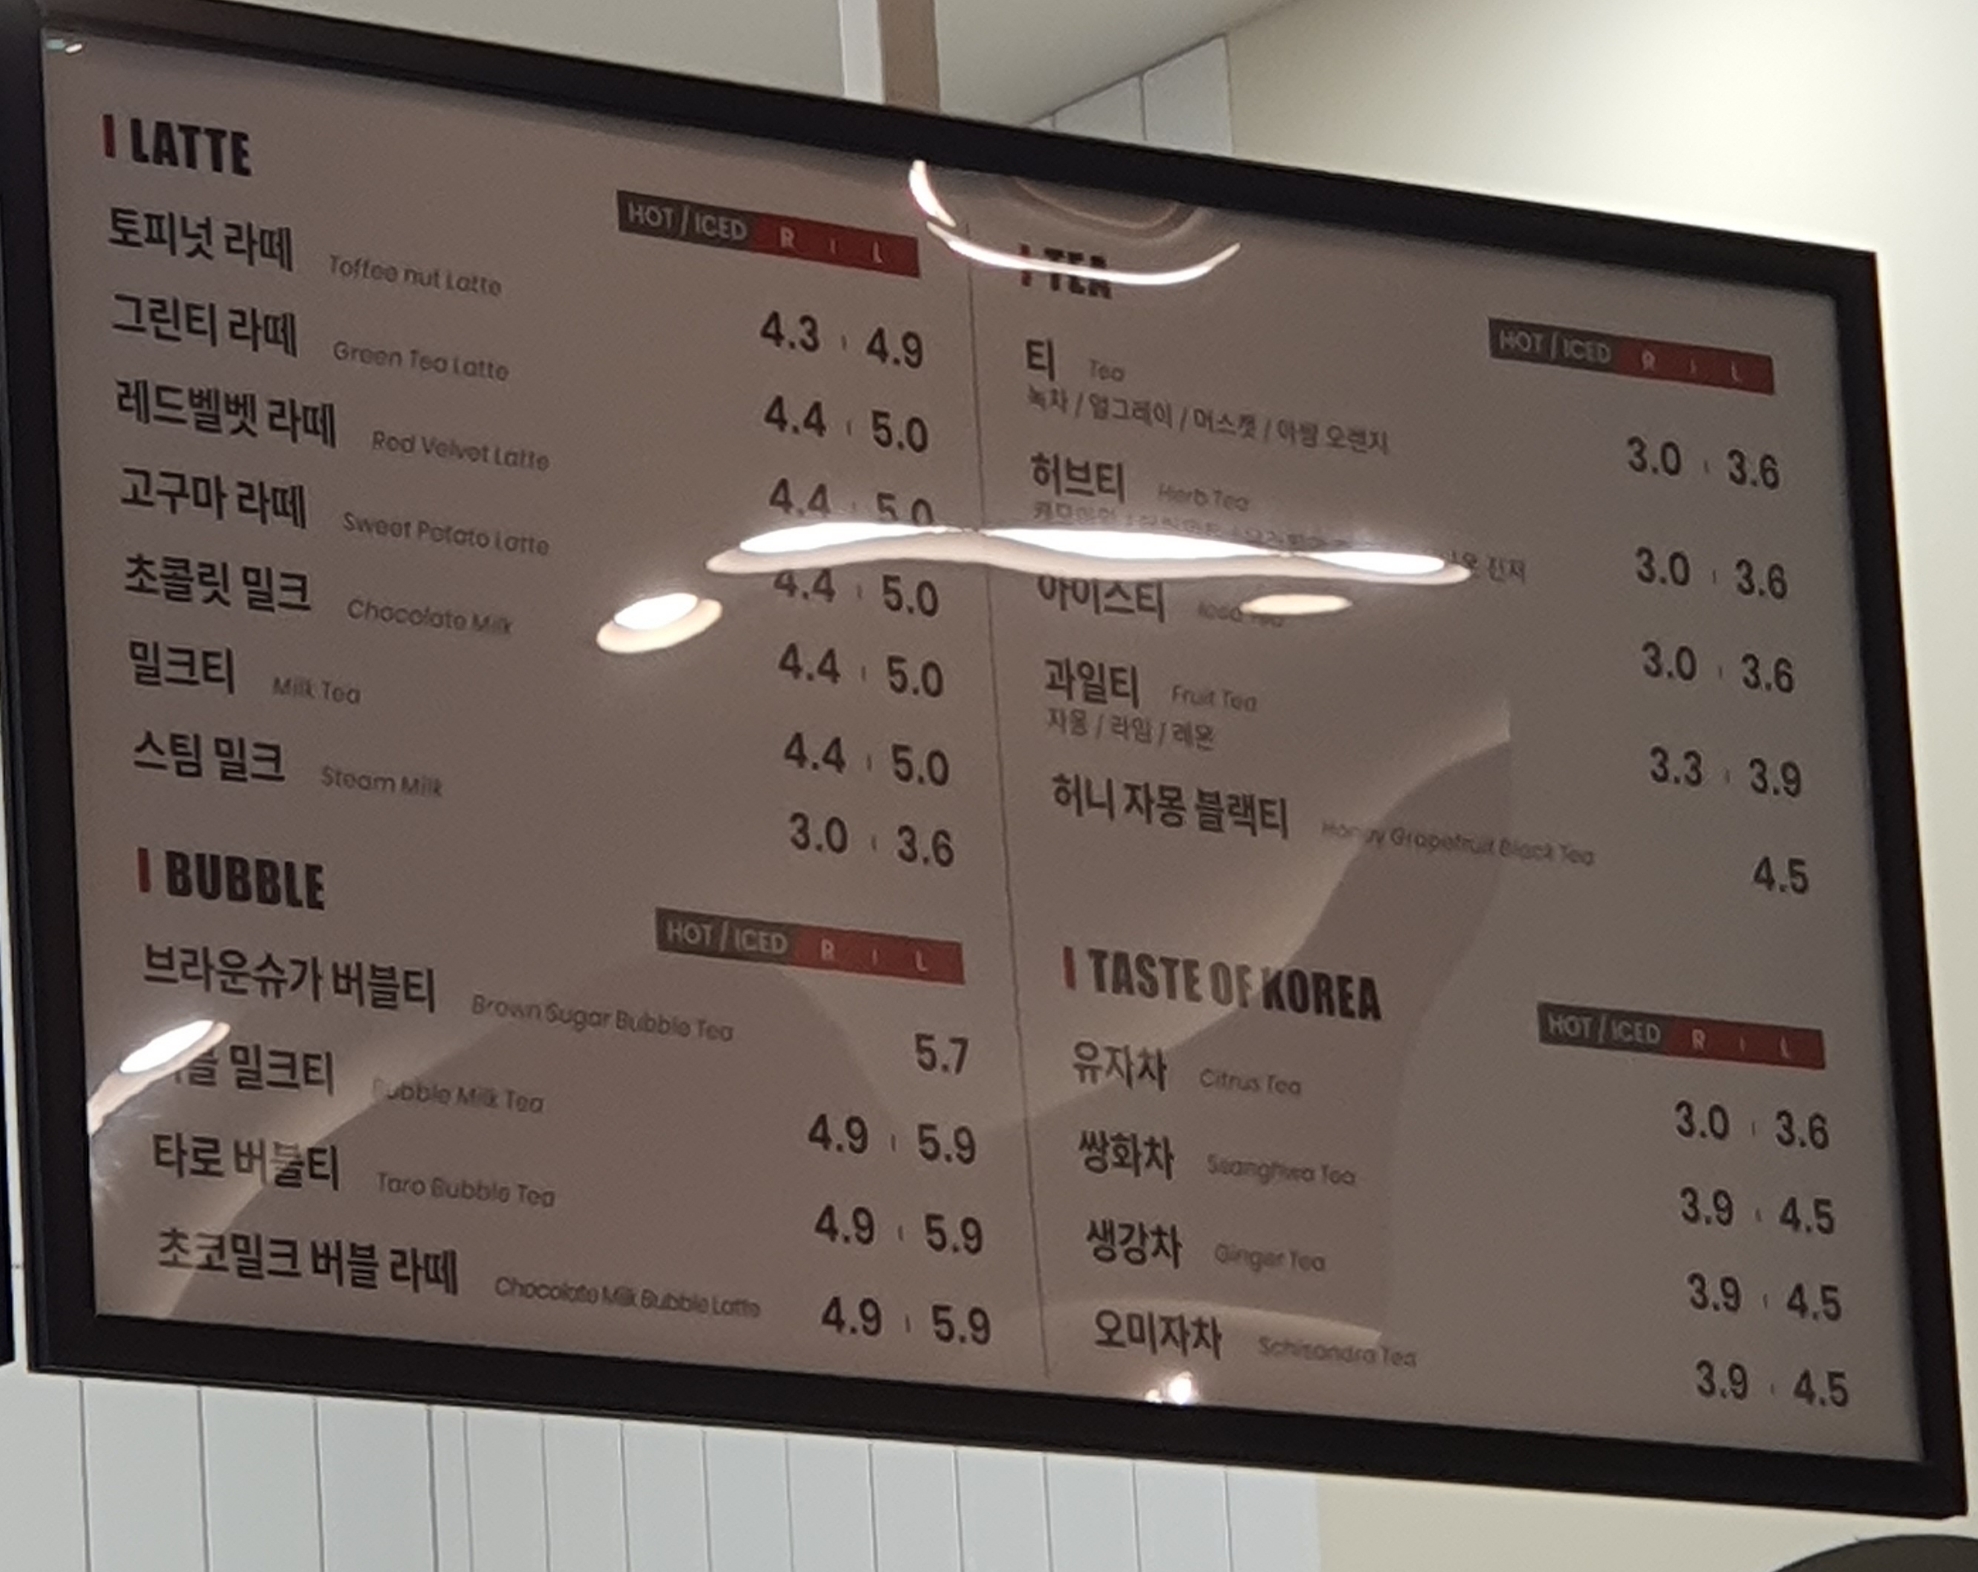 LATTE
HOT / ICED R | L
토피넛 라떼 Toffee nut Latte 4.3 | 4.9
그린티 라떼 Green Tea Latte 4.4 | 5.0
레드벨벳 라떼 Red Velvet Latte 4.4 | 5.0
고구마 라떼 Sweet Potato Latte 4.4 | 5.0
초콜릿 밀크 Chocolate Milk 4.4 | 5.0
밀크티 Milk Tea 4.4 | 5.0
스팀 밀크 Steam Milk 3.0 | 3.6
BUBBLE
HOT / ICED R | L
브라운슈가 버블티 Brown Sugar Bubble Tea 5.7
밀크티 Bubble Milk Tea 4.9 | 5.9
타로 버블티 Taro Bubble Tea 4.9 | 5.9
초코밀크 버블 라떼 Chocolate Milk Bubble Latte 4.9 | 5.9
TEA
HOT / ICED R | L
티 Tea 3.0 | 3.6
녹차 / 얼그레이 / 머스캣 / 아쌈 오렌지
허브티 Herb Tea 3.0 | 3.6
아이스티 Iced Tea 3.0 | 3.6
과일티 Fruit Tea 3.3 | 3.9
자몽 / 라임 / 레몬
허니 자몽 블랙티 Honey Grapefruit Black Tea 4.5
TASTE OF KOREA
HOT / ICED R | L
유자차 Citrus Tea 3.0 | 3.6
쌍화차 Ssanghwa Tea 3.9 | 4.5
생강차 Ginger Tea 3.9 | 4.5
오미자차 Schisandra Tea 3.9 | 4.5